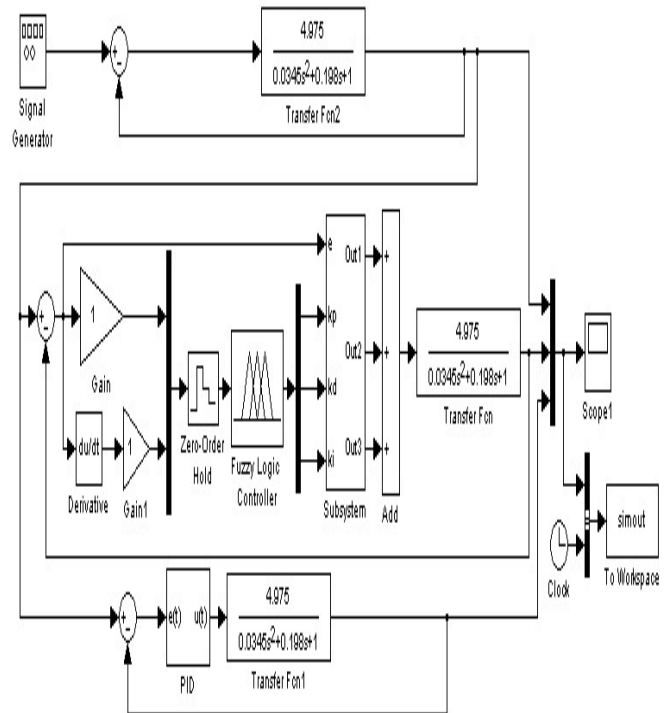 4.975
0.0345s2+0.198s+1
Transfer Fcn2
Signal
Generator
+
-
e
kp
kd
ki
Out1
Out2
Out3
Subsystem
+
+
+
Add
4.975
0.0345s2+0.198s+1
Transfer Fcn
Scope1
+
-
1
Gain
du/dt
Derivative
1
Gain1
Zero-Order
Hold
Fuzzy Logic
Controller
Clock
simout
To Workspace
+
-
e(t)
u(t)
PID
4.975
0.0345s2+0.198s+1
Transfer Fcn1